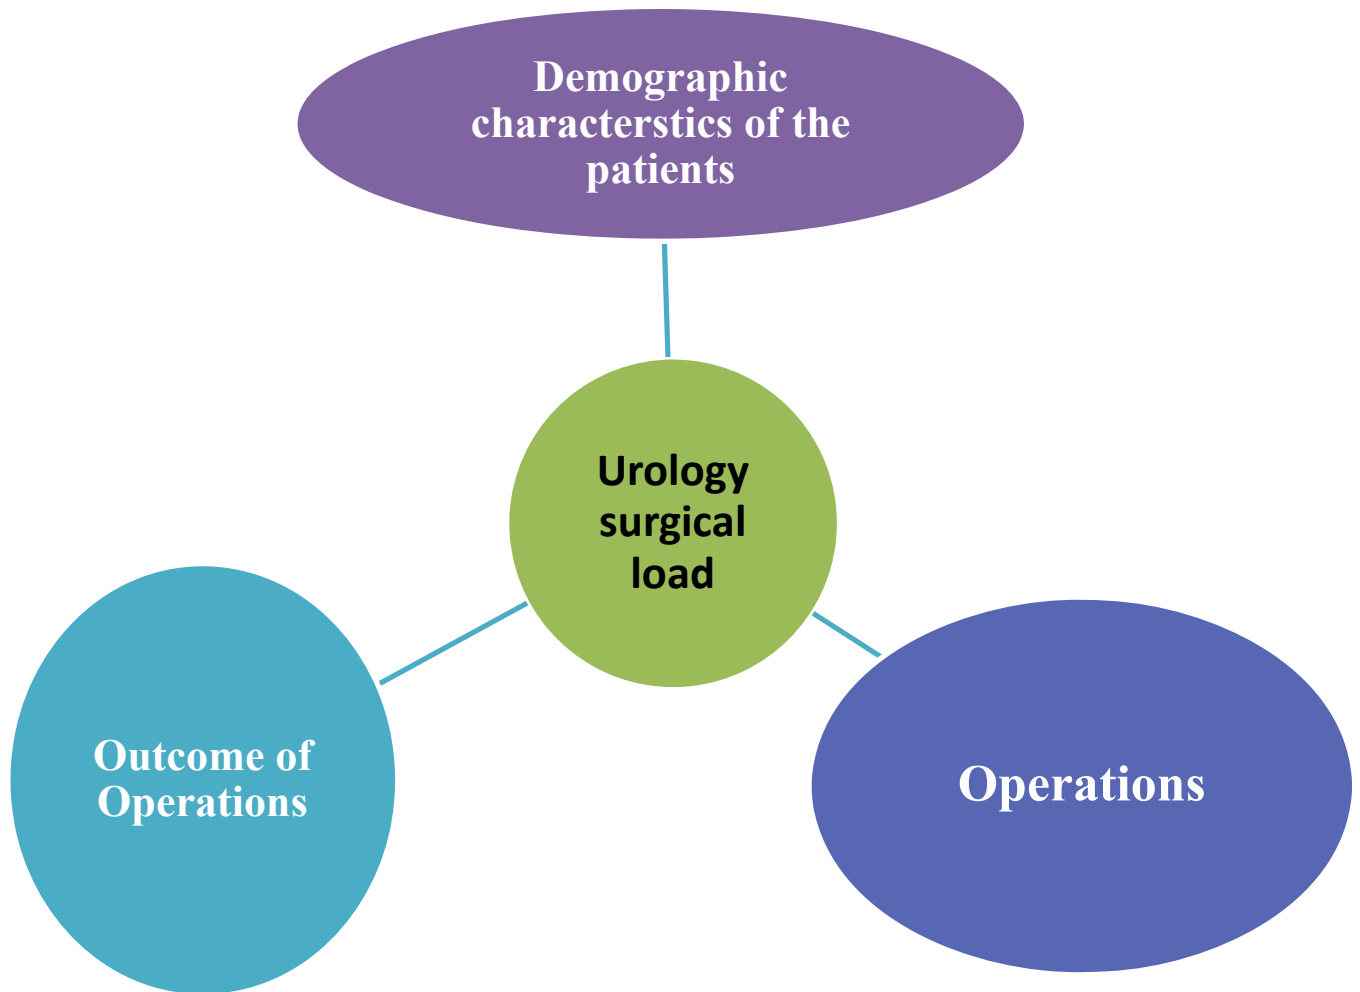 Demographic
characterstics of the
patients
Urology
surgical
load
Outcome of
Operations
Operations